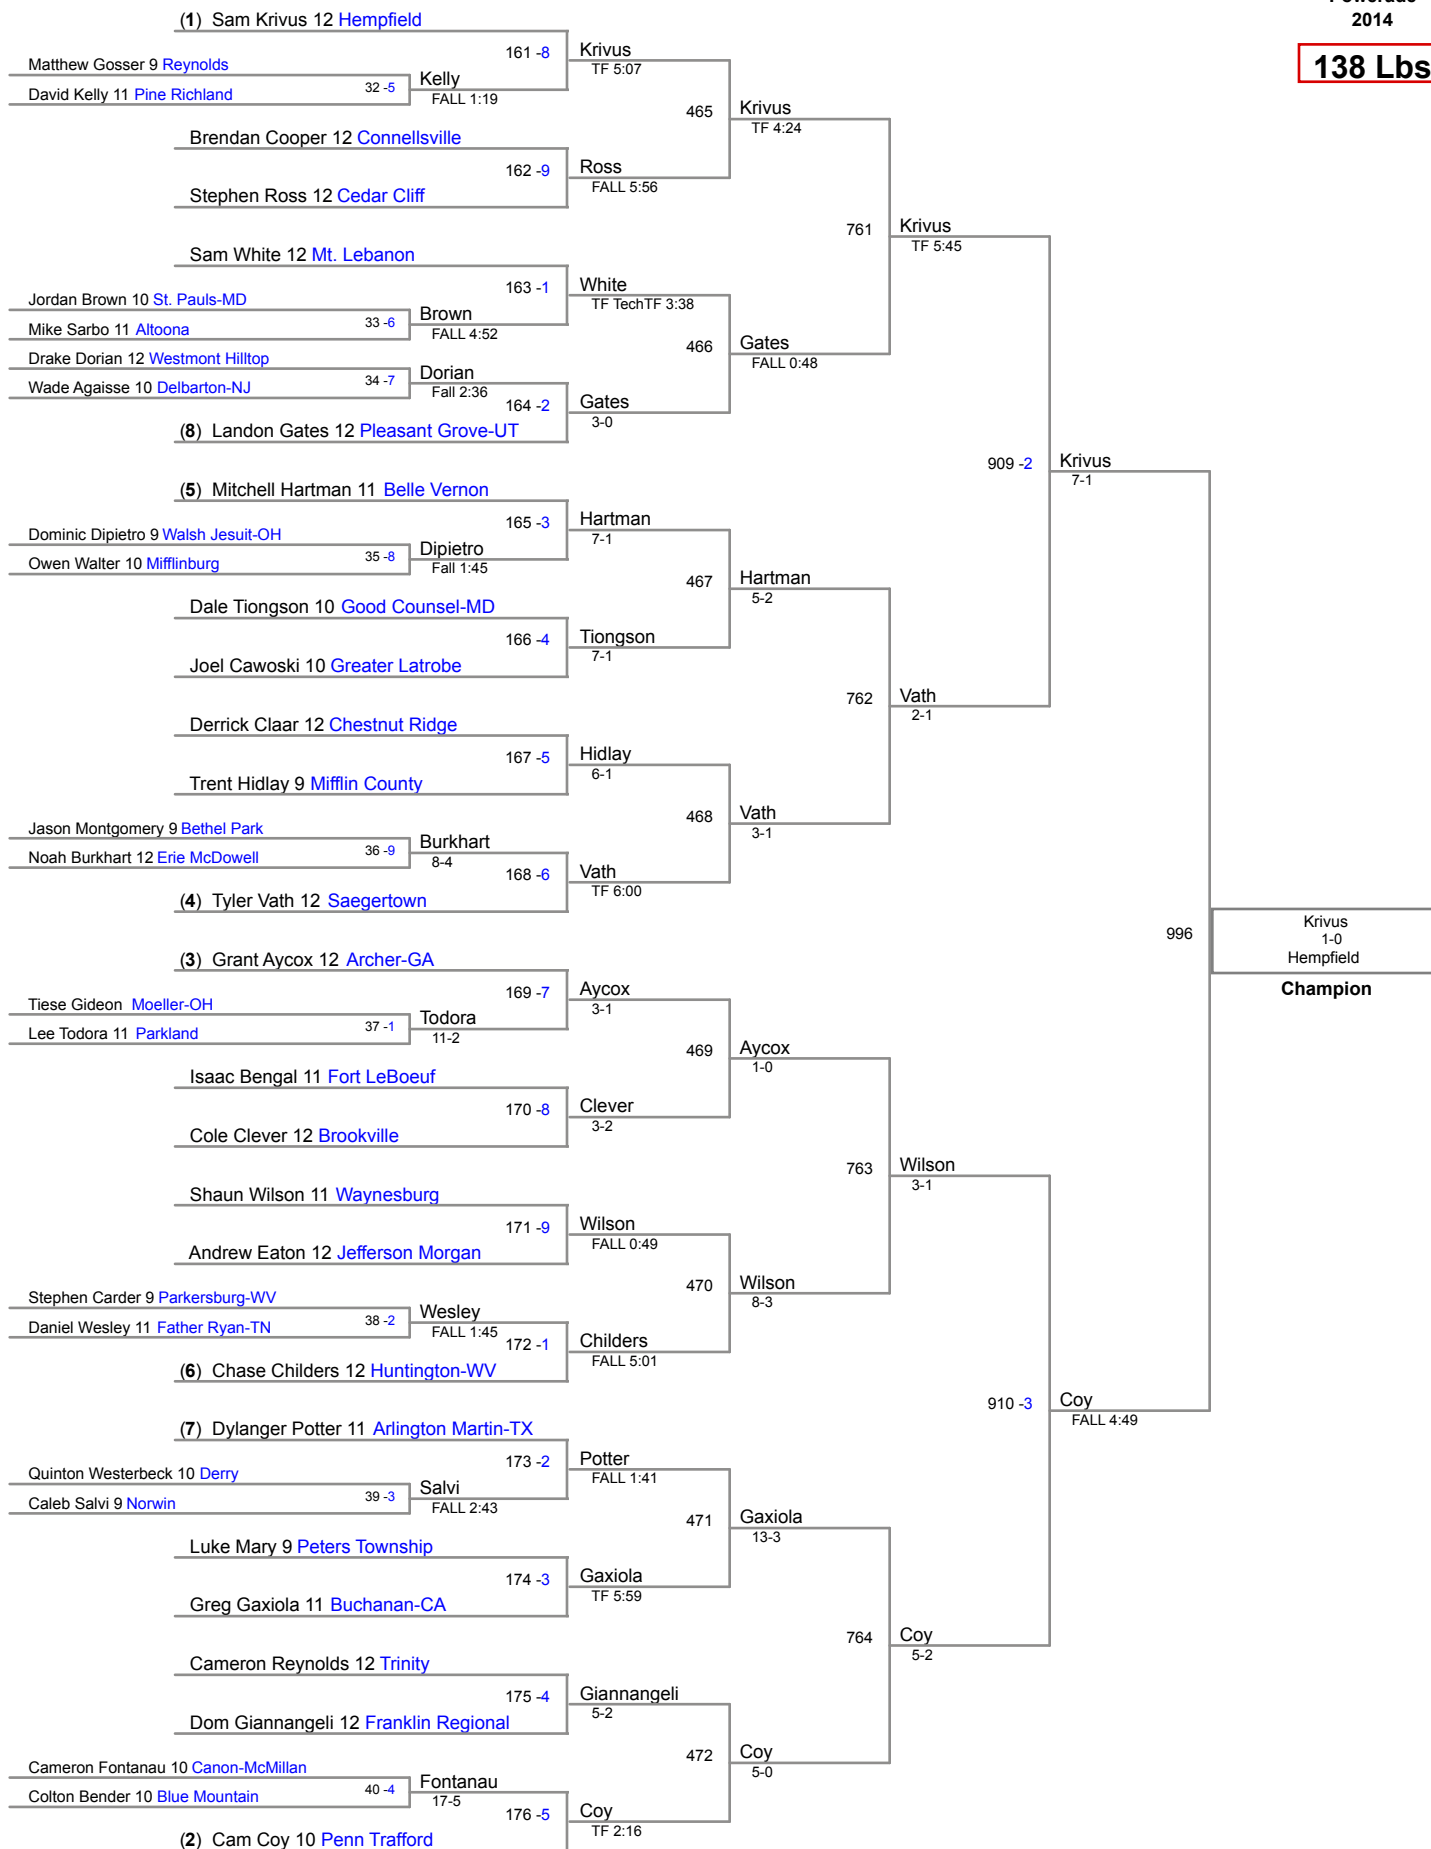 2014
138 Lbs
(1) Sam Krivus 12 Hempfield
161 -8
Krivus
TF 5:07
Matthew Gosser 9 Reynolds
David Kelly 11 Pine Richland
32 -5
Kelly
FALL 1:19
465
Krivus
TF 4:24
Brendan Cooper 12 Connellsville
162 -9
Ross
FALL 5:56
Stephen Ross 12 Cedar Cliff
761
Krivus
TF 5:45
Sam White 12 Mt. Lebanon
163 -1
White
TF TechTF 3:38
Jordan Brown 10 St. Pauls-MD
Mike Sarbo 11 Altoona
33 -6
Brown
FALL 4:52
466
Gates
FALL 0:48
Drake Dorian 12 Westmont Hilltop
Wade Agaisse 10 Delbarton-NJ
34 -7
Dorian
Fall 2:36
164 -2
Gates
3-0
(8) Landon Gates 12 Pleasant Grove-UT
909 -2
Krivus
7-1
(5) Mitchell Hartman 11 Belle Vernon
165 -3
Hartman
7-1
Dominic Dipietro 9 Walsh Jesuit-OH
Owen Walter 10 Mifflinburg
35 -8
Dipietro
Fall 1:45
467
Hartman
5-2
Dale Tiongson 10 Good Counsel-MD
166 -4
Tiongson
7-1
Joel Cawoski 10 Greater Latrobe
762
Vath
2-1
Derrick Claar 12 Chestnut Ridge
167 -5
Hidlay
6-1
Trent Hidlay 9 Mifflin County
468
Vath
3-1
Jason Montgomery 9 Bethel Park
Noah Burkhart 12 Erie McDowell
36 -9
Burkhart
8-4
168 -6
Vath
TF 6:00
(4) Tyler Vath 12 Saegertown
996
Krivus
1-0
Hempfield
Champion
(3) Grant Aycox 12 Archer-GA
169 -7
Aycox
3-1
Tiese Gideon Moeller-OH
Lee Todora 11 Parkland
37 -1
Todora
11-2
469
Aycox
1-0
Isaac Bengal 11 Fort LeBoeuf
170 -8
Clever
3-2
Cole Clever 12 Brookville
763
Wilson
3-1
Shaun Wilson 11 Waynesburg
171 -9
Wilson
FALL 0:49
Andrew Eaton 12 Jefferson Morgan
470
Wilson
8-3
Stephen Carder 9 Parkersburg-WV
Daniel Wesley 11 Father Ryan-TN
38 -2
Wesley
FALL 1:45
172 -1
Childers
FALL 5:01
(6) Chase Childers 12 Huntington-WV
910 -3
Coy
FALL 4:49
(7) Dylanger Potter 11 Arlington Martin-TX
173 -2
Potter
FALL 1:41
Quinton Westerbeck 10 Derry
Caleb Salvi 9 Norwin
39 -3
Salvi
FALL 2:43
471
Gaxiola
13-3
Luke Mary 9 Peters Township
174 -3
Gaxiola
TF 5:59
Greg Gaxiola 11 Buchanan-CA
764
Coy
5-2
Cameron Reynolds 12 Trinity
175 -4
Giannangeli
5-2
Dom Giannangeli 12 Franklin Regional
472
Coy
5-0
Cameron Fontanau 10 Canon-McMillan
Colton Bender 10 Blue Mountain
40 -4
Fontanau
17-5
176 -5
Coy
TF 2:16
(2) Cam Coy 10 Penn Trafford